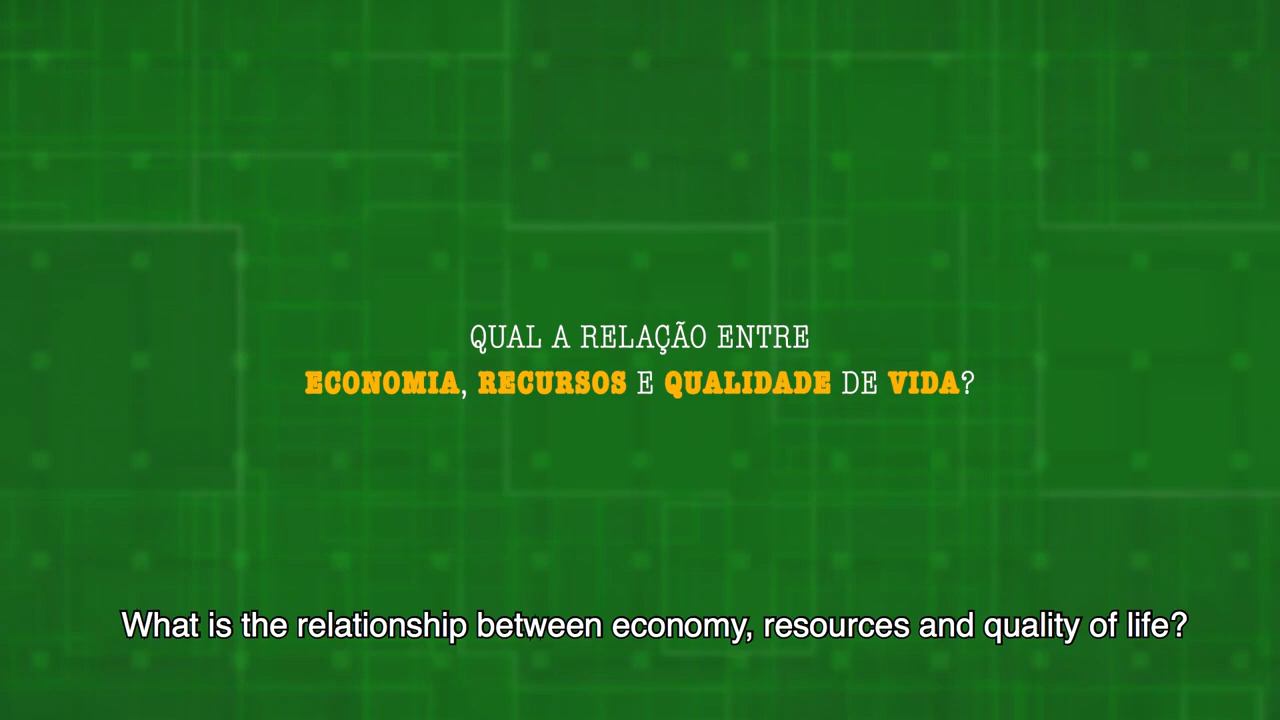 QUAL A RELAÇÃO ENTRE
ECONOMIA, RECURSOS E QUALIDADE DE VIDA?
What is the relationship between economy, resources and quality of life?